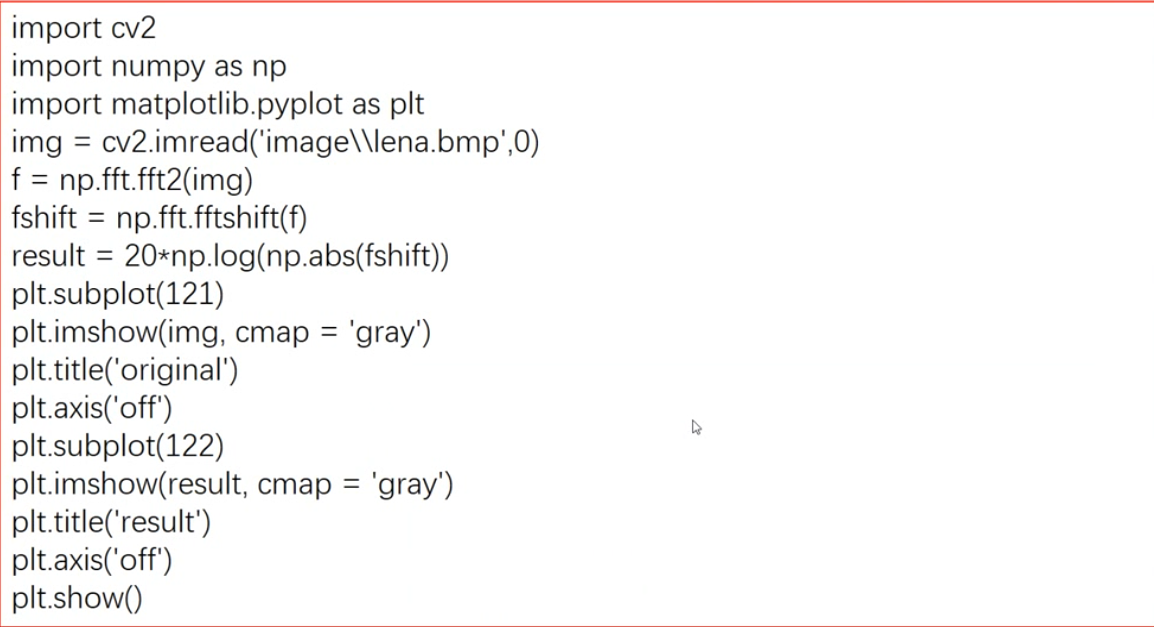 import cv2
import numpy as np
import matplotlib.pyplot as plt
img = cv2.imread('image\\lena.bmp',0)
f = np.fft.fft2(img)
fshift = np.fft.fftshift(f)
result = 20*np.log(np.abs(fshift))
plt.subplot(121)
plt.imshow(img, cmap = 'gray')
plt.title('original')
plt.axis('off')
plt.subplot(122)
plt.imshow(result, cmap = 'gray')
plt.title('result')
plt.axis('off')
plt.show()